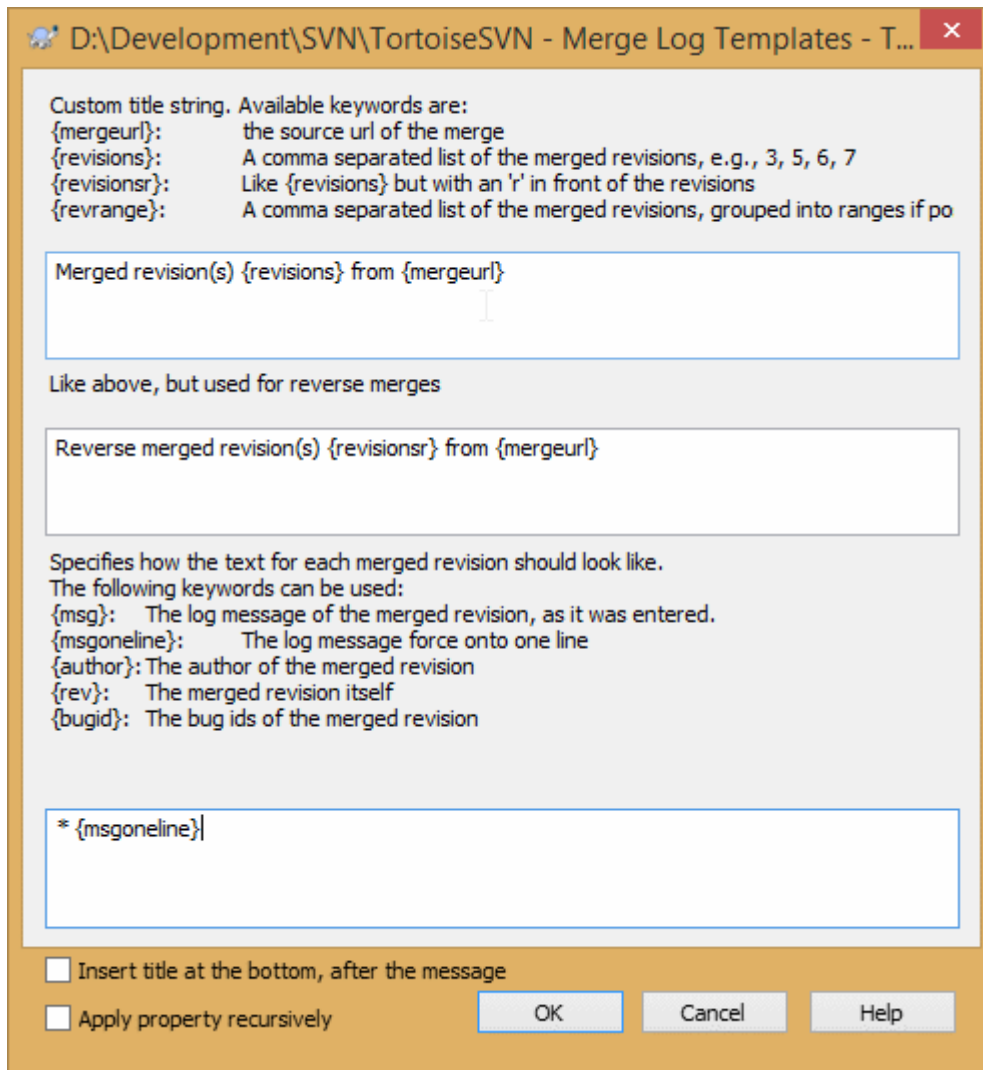 D:\Development\SVN\TortoiseSVN - Merge Log Templates - T...
Custom title string. Available keywords are:
{mergeurl}: the source url of the merge
{revisions}: A comma separated list of the merged revisions, e.g., 3, 5, 6, 7
{revisionsr}: Like {revisions} but with an 'r' in front of the revisions
{revrange}: A comma separated list of the merged revisions, grouped into ranges if po
Merged revision(s) {revisions} from {mergeurl}
Like above, but used for reverse merges
Reverse merged revision(s) {revisionsr} from {mergeurl}
Specifies how the text for each merged revision should look like.
The following keywords can be used:
{msg}: The log message of the merged revision, as it was entered.
{msgoneline}: The log message force onto one line
{author}: The author of the merged revision
{rev}: The merged revision itself
{bugid}: The bug ids of the merged revision
* {msgoneline}
Insert title at the bottom, after the message
Apply property recursively
OK Cancel Help